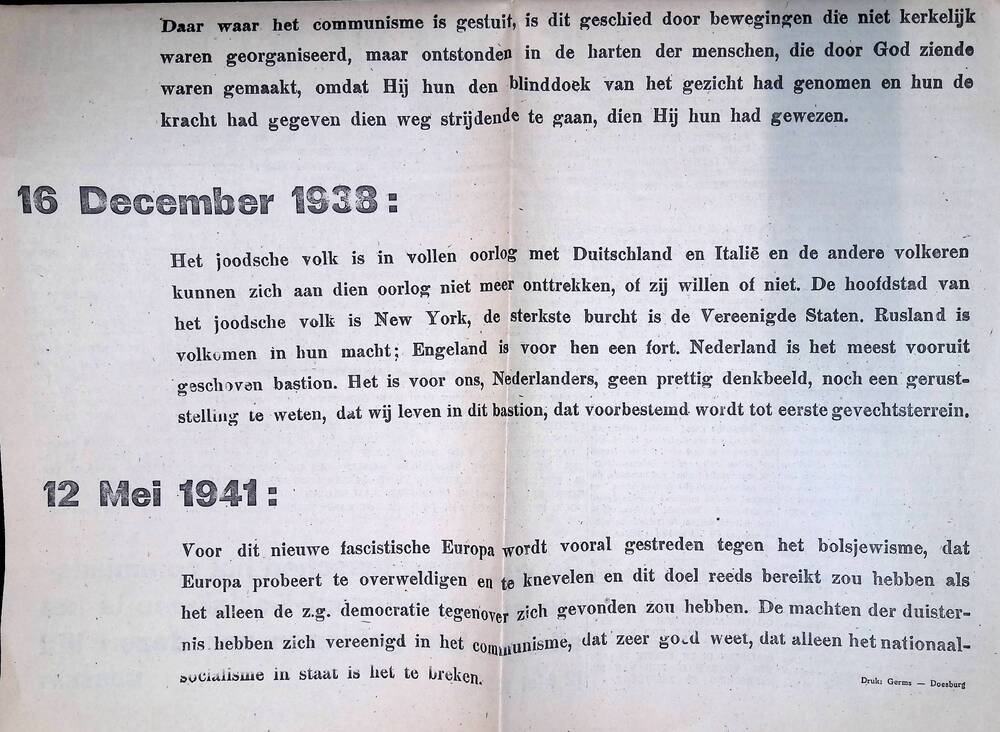 Daar waar het communisme is gestuit, is dit geschied door bewegingen die niet kerkelijk
waren georganiseerd, maar ontstonden in de harten der menschen, die door God ziende
waren gemaakt, omdat Hij hun den blinddoek van het gezicht had genomen en hun de
kracht had gegeven dien weg strijdende te gaan, dien Hij hun had gewezen.
16 December 1938:
Het joodsche volk is in vollen oorlog met Duitschland en Italië en de andere volkeren
kunnen zich aan dien oorlog niet meer onttrekken, of zij willen of niet. De hoofdstad van
het joodsche volk is New York, de sterkste burcht is de Vereenigde Staten. Rusland is
volkomen in hun macht; Engeland is voor hen een fort. Nederland is het meest vooruit
geschoven bastion. Het is voor ons, Nederlanders, geen prettig denkbeeld, noch een gerust-
stelling te weten, dat wij leven in dit bastion, dat voorbestemd wordt tot eerste gevechtsterrein.
12 Mei 1941:
Voor dit nieuwe fascistische Europa wordt vooral gestreden tegen het bolsjewisme, dat
Europa probeert te overweldigen en te knevelen en dit doel reeds bereikt zou hebben als
het alleen de z.g. democratie tegenover zich gevonden zou hebben. De machten der duister-
nis hebben zich vereenigd in het communisme, dat zeer goed weet, dat alleen het nationaal-
socialisme in staat is het te breken.
Druk: Germs — Doesburg